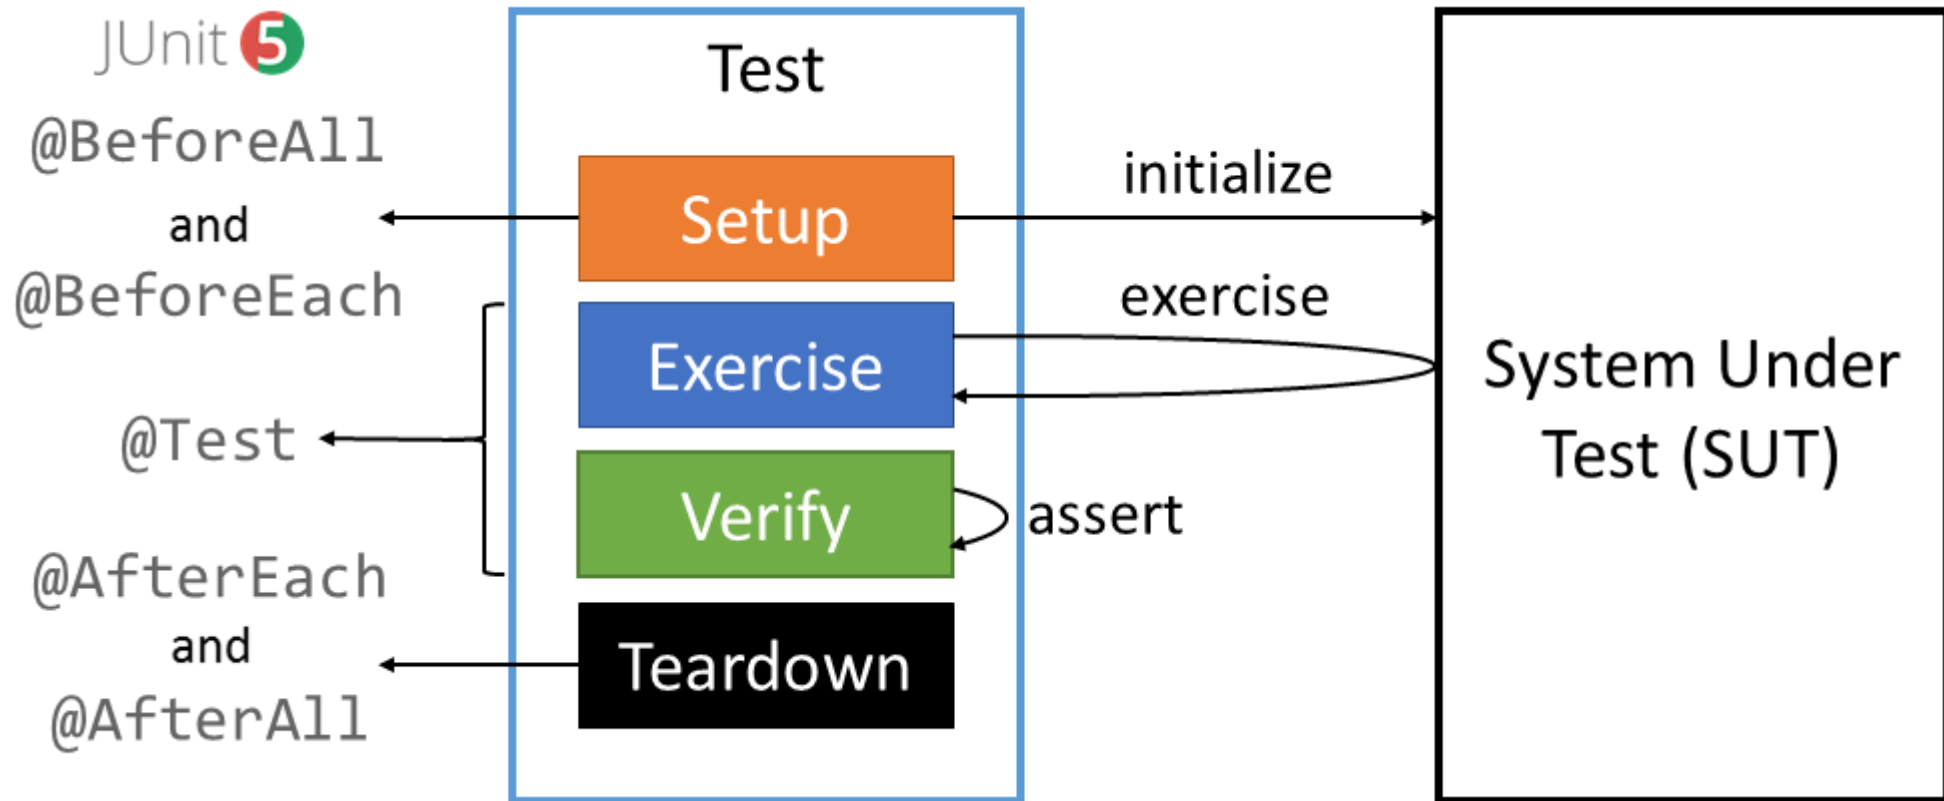 JUnit 5
@BeforeAll
and
@BeforeEach
@Test
@AfterEach
and
@AfterAll
Test
Setup
Exercise
Verify
Teardown
initialize
exercise
assert
System Under
Test (SUT)